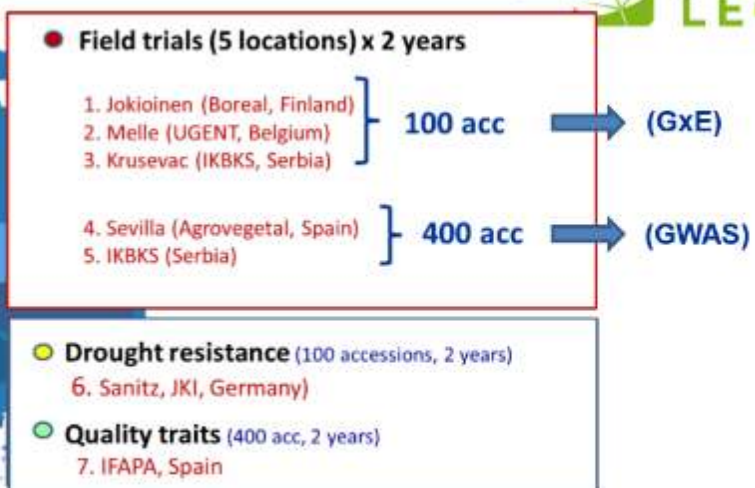 LE
Field trials (5 locations) x 2 years
1. Jokioinen (Boreal, Finland)
2. Melle (UGENT, Belgium)
3. Krusevac (IKBKS, Serbia)
100 acc
(GxE)
4. Sevilla (Agrovegetal, Spain)
5. IKBKS (Serbia)
400 acc
(GWAS)
Drought resistance (100 accessions, 2 years)
6. Sanitz, JKI, Germany)
Quality traits (400 acc, 2 years)
7. IFAPA, Spain